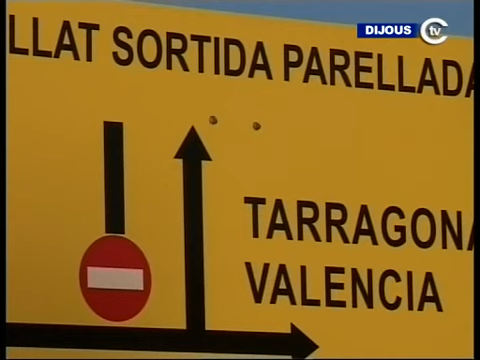 DIJOUS
C tv
LLAT SORTIDA PARELLADA
TARRAGONA
VALENCIA